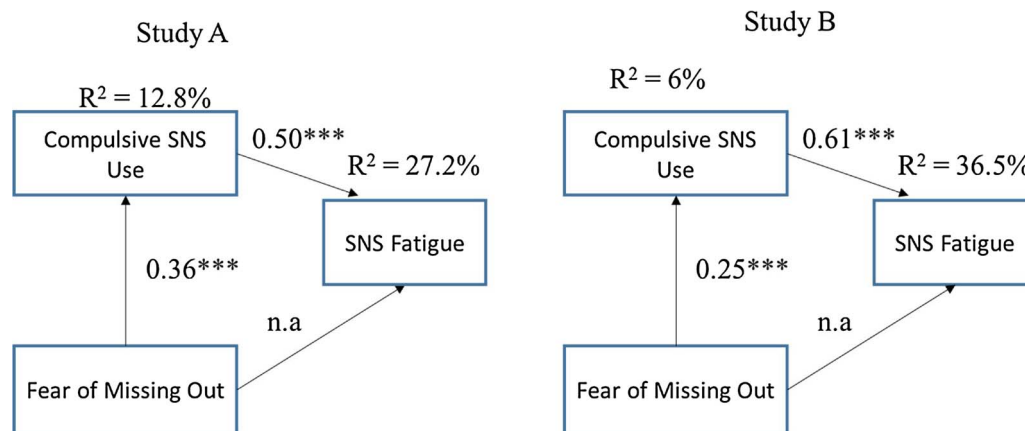 Study A
R² = 12.8%
Compulsive SNS
Use
0.50***
R² = 27.2%
SNS Fatigue
0.36***
n.a
Fear of Missing Out
Study B
R² = 6%
Compulsive SNS
Use
0.61***
R² = 36.5%
SNS Fatigue
0.25***
n.a
Fear of Missing Out